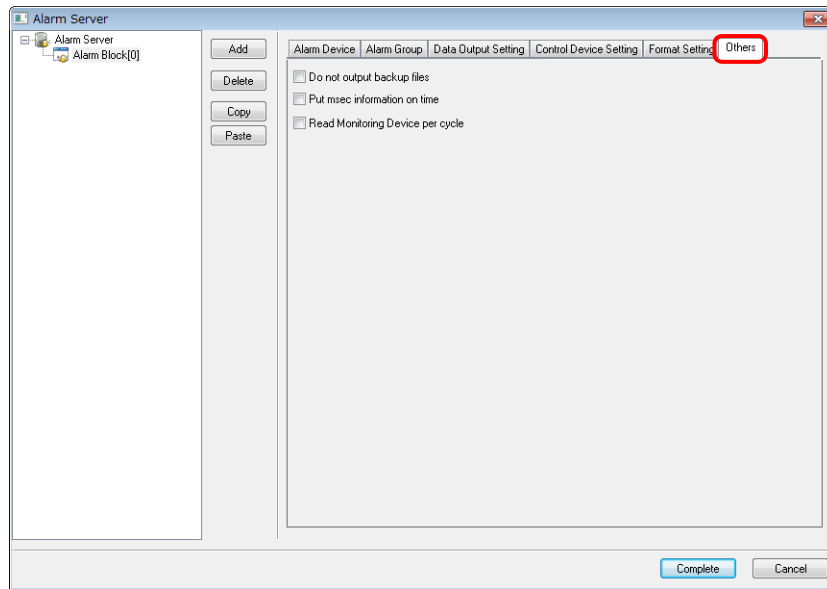 Alarm Server
Alarm Server
Alarm Block[0]
Add
Delete
Copy
Paste
Alarm Device
Alarm Group
Data Output Setting
Control Device Setting
Format Setting
Others
Do not output backup files
Put msec information on time
Read Monitoring Device per cycle
Complete
Cancel